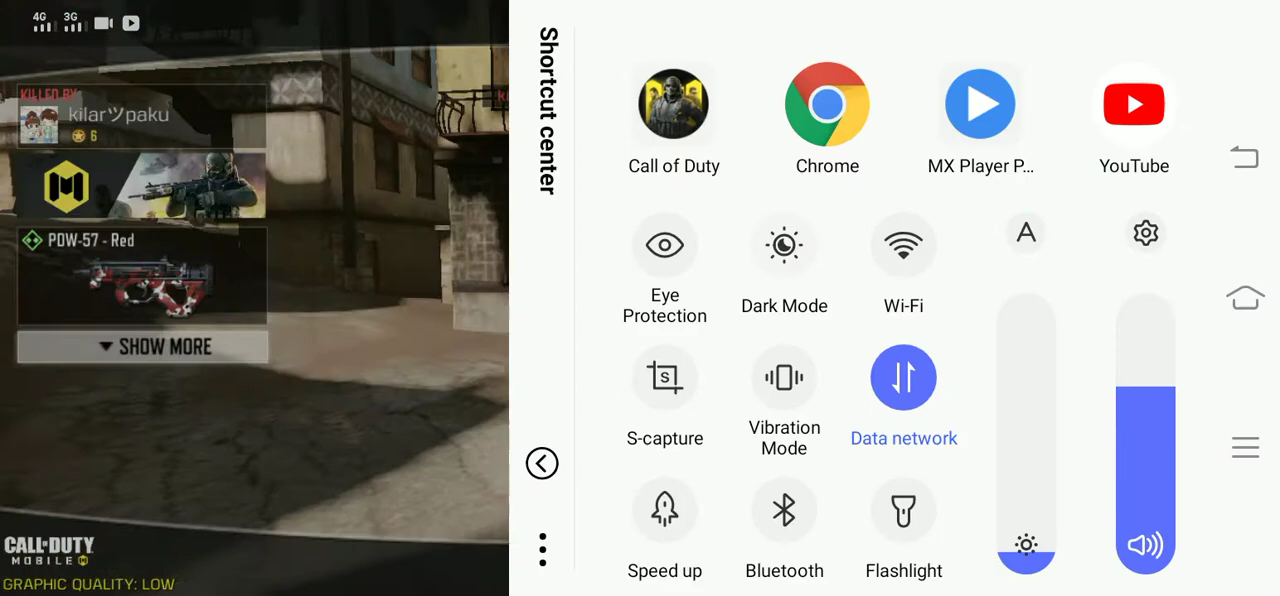 4G
3G
KILLED BY
kilarツpaku
6
PDW-57 - Red
SHOW MORE
CALL OF DUTY
MOBILE
GRAPHIC QUALITY: LOW
Shortcut center
Call of Duty
Chrome
MX Player P...
YouTube
Eye
Protection
Dark Mode
Wi-Fi
A
S
S-capture
Vibration
Mode
Data network
Speed up
Bluetooth
Flashlight